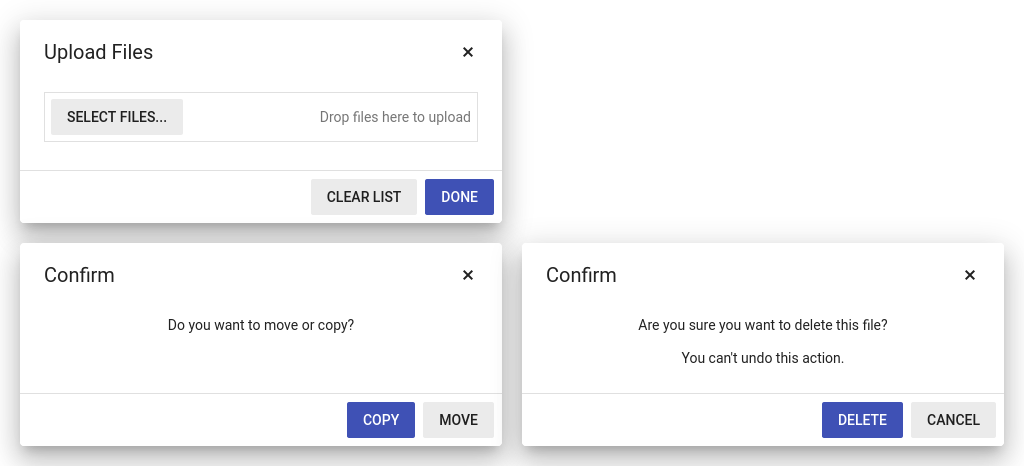 Upload Files
SELECT FILES...
Drop files here to upload
CLEAR LIST
DONE
Confirm
Do you want to move or copy?
COPY
MOVE
Confirm
Are you sure you want to delete this file?
You can't undo this action.
DELETE
CANCEL